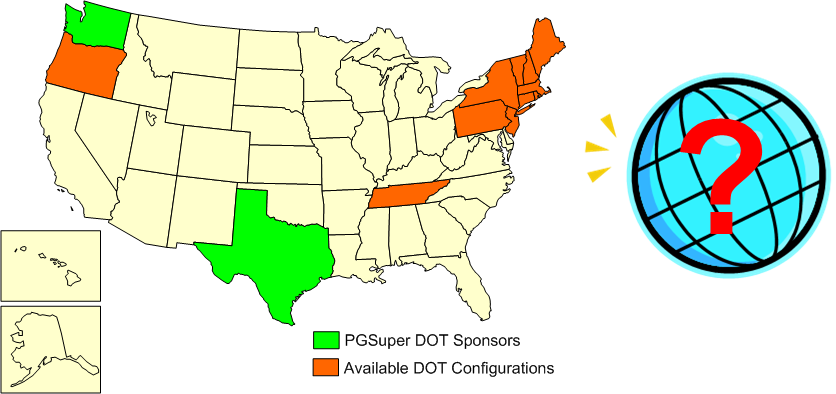 ?
PGSuper DOT Sponsors
Available DOT Configurations